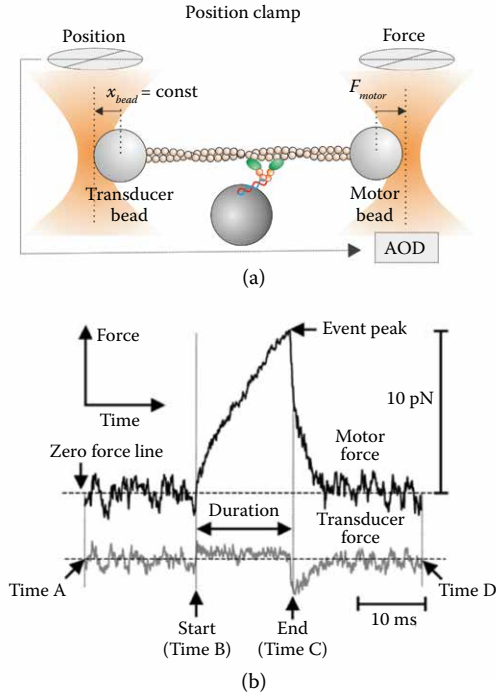 Position clamp
Position
Force
x_bead = const
F_motor
Transducer
bead
Motor
bead
AOD
(a)
Force
Event peak
Time
10 pN
Zero force line
Motor
force
Duration
Transducer
force
Time A
Time D
Start
(Time B)
End
(Time C)
10 ms
(b)